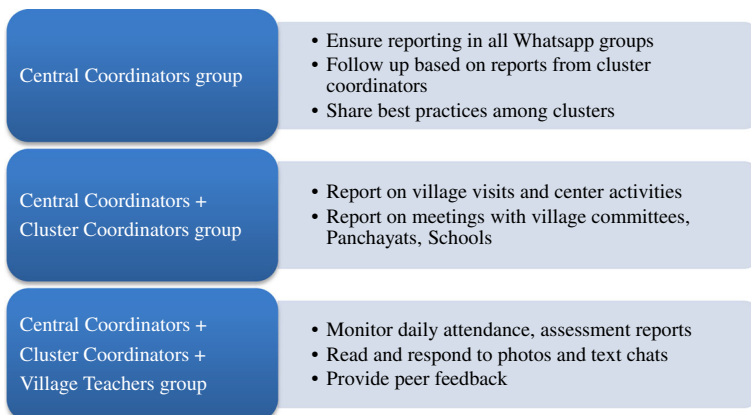 Central Coordinators group
• Ensure reporting in all Whatsapp groups
• Follow up based on reports from cluster
coordinators
• Share best practices among clusters
Central Coordinators +
Cluster Coordinators group
• Report on village visits and center activities
• Report on meetings with village committees,
Panchayats, Schools
Central Coordinators +
Cluster Coordinators +
Village Teachers group
• Monitor daily attendance, assessment reports
• Read and respond to photos and text chats
• Provide peer feedback